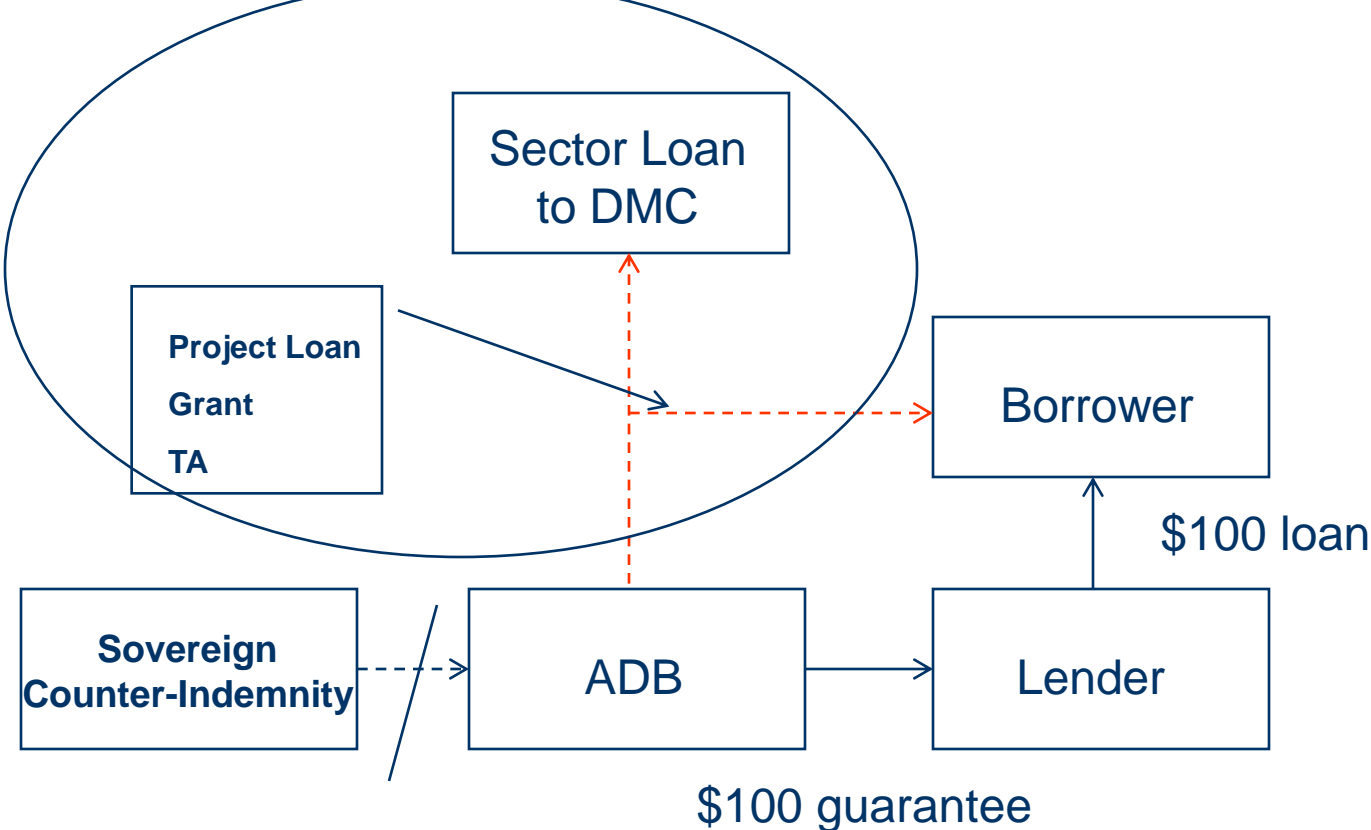 Sector Loan
to DMC
Project Loan
Grant
TA
Borrower
$100 loan
Sovereign
Counter-Indemnity
ADB
Lender
$100 guarantee